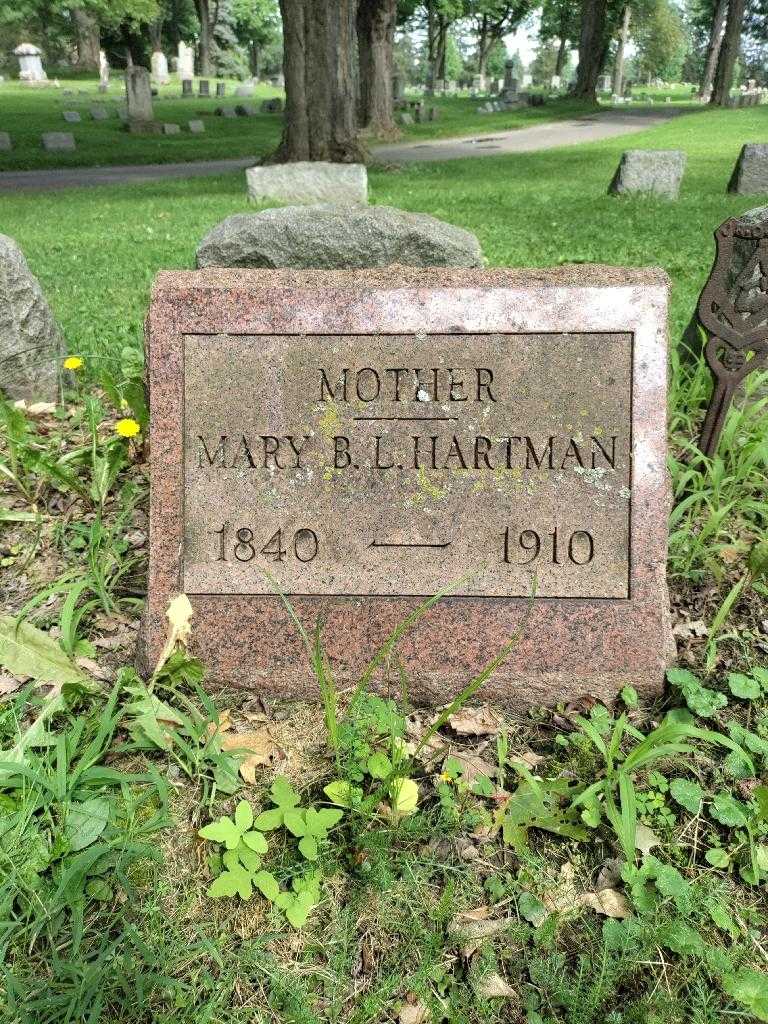 MOTHER
MARY B. L. HARTMAN
1840 — 1910